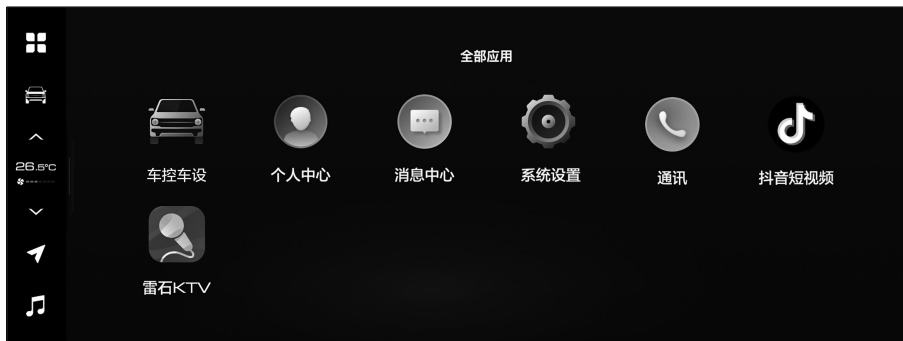 全部应用
26.5°C
车控车设
个人中心
消息中心
系统设置
通讯
抖音短视频
雷石KTV